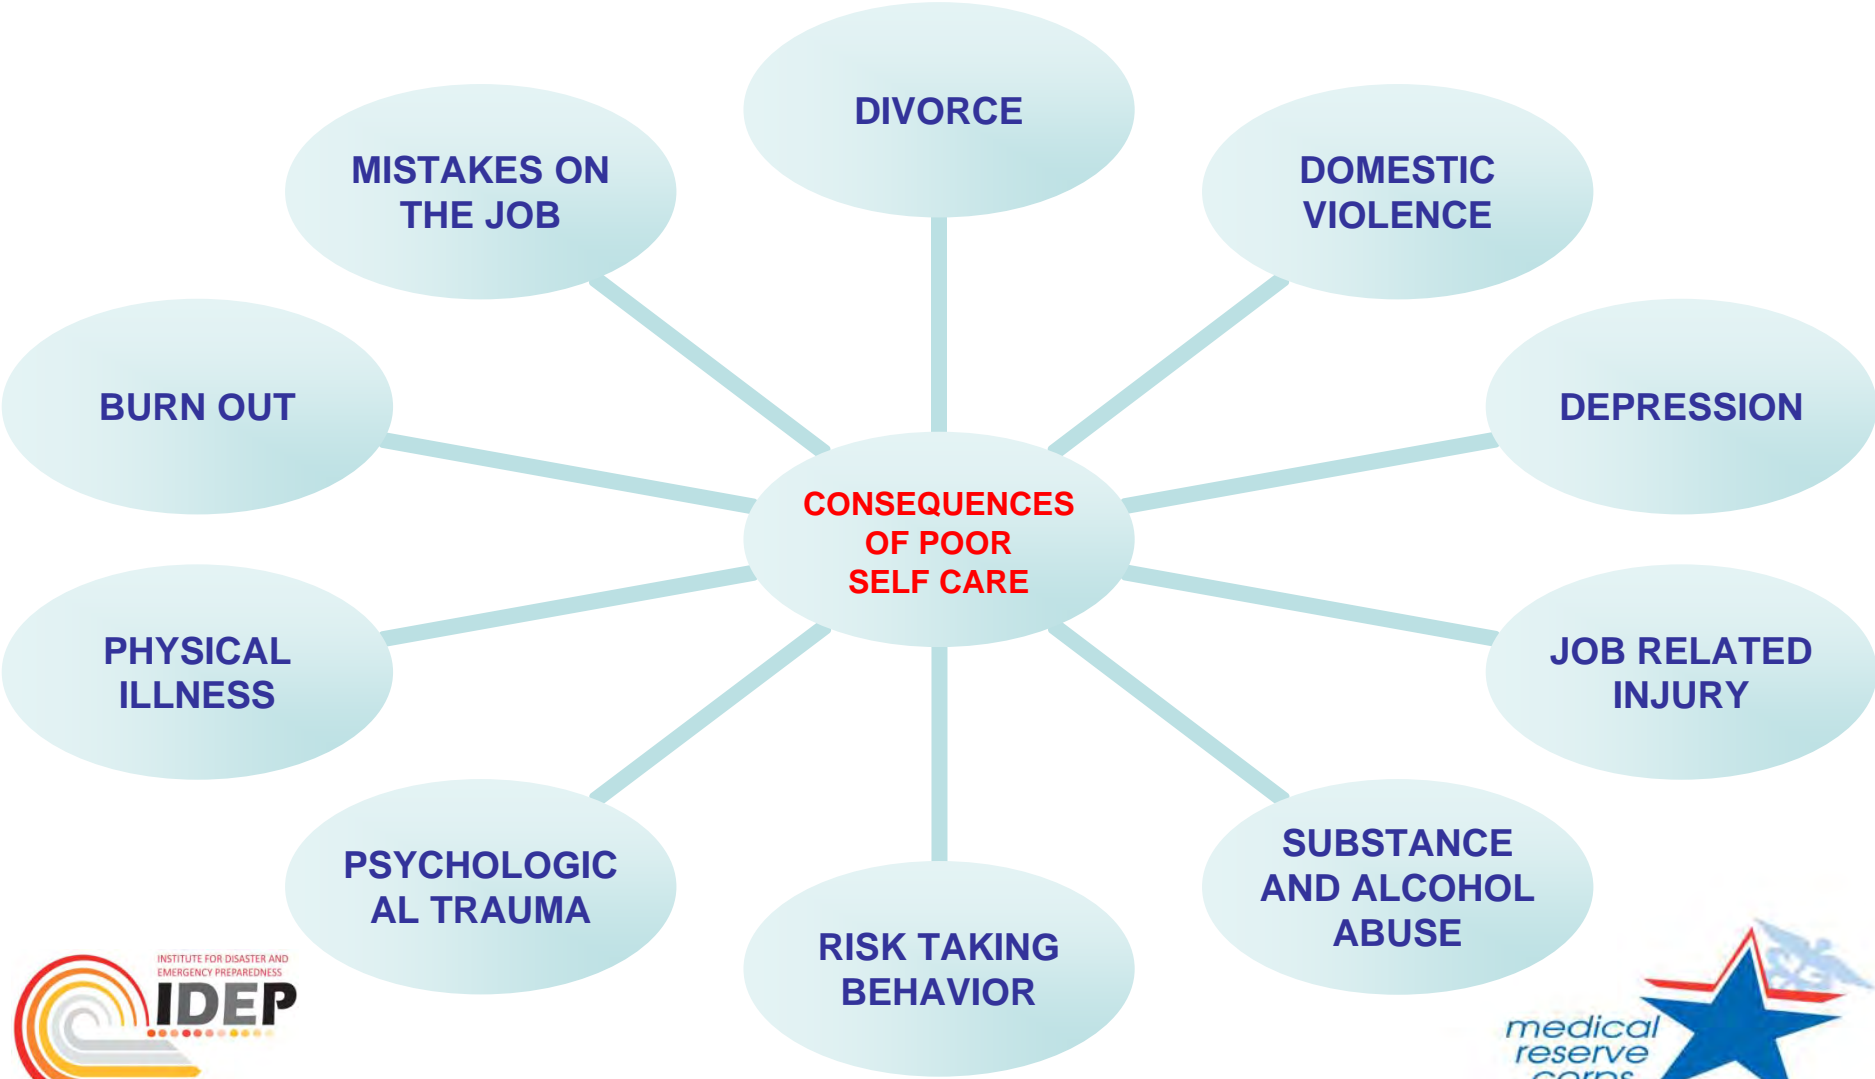 DIVORCE
MISTAKES ON
THE JOB
DOMESTIC
VIOLENCE
BURN OUT
DEPRESSION
CONSEQUENCES
OF POOR
SELF CARE
PHYSICAL
ILLNESS
JOB RELATED
INJURY
PSYCHOLOGIC
AL TRAUMA
SUBSTANCE
AND ALCOHOL
ABUSE
RISK TAKING
BEHAVIOR
INSTITUTE FOR DISASTER AND
EMERGENCY PREPAREDNESS
IDEP
medical
reserve
corps